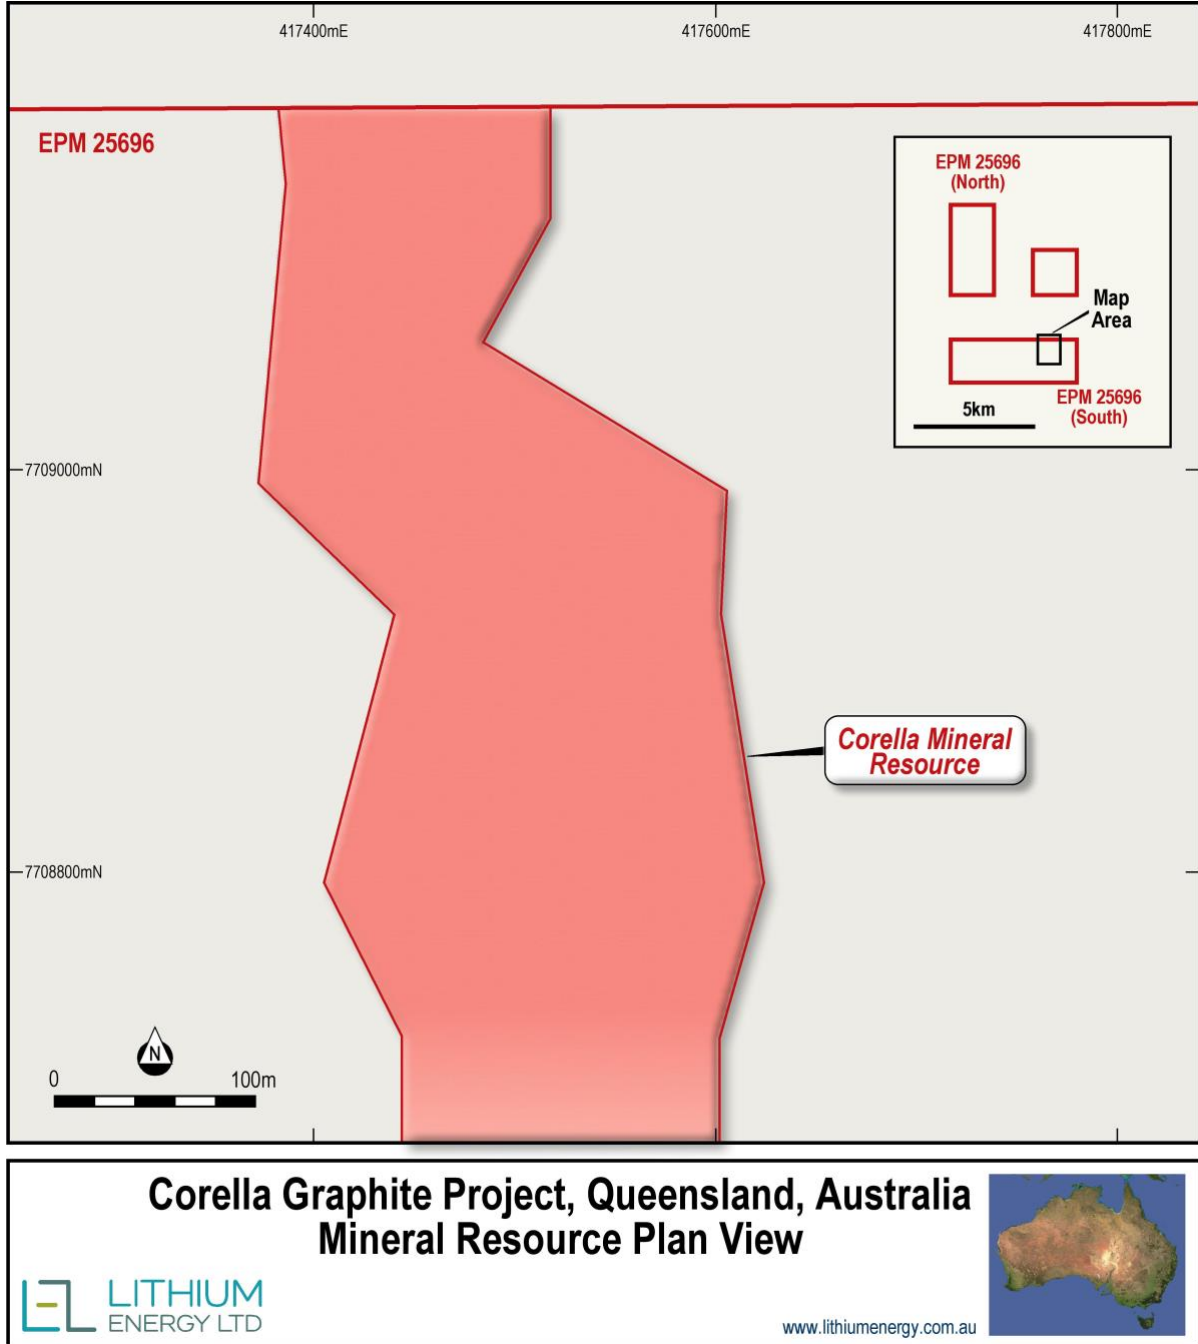 417400mE
417600mE
417800mE
EPM 25696
EPM 25696
(North)
Map
Area
5km
EPM 25696
(South)
7709000mN
Corella Mineral
Resource
7708800mN
N
0
100m
Corella Graphite Project, Queensland, Australia
Mineral Resource Plan View
LITHIUM
ENERGY LTD
www.lithiumenergy.com.au